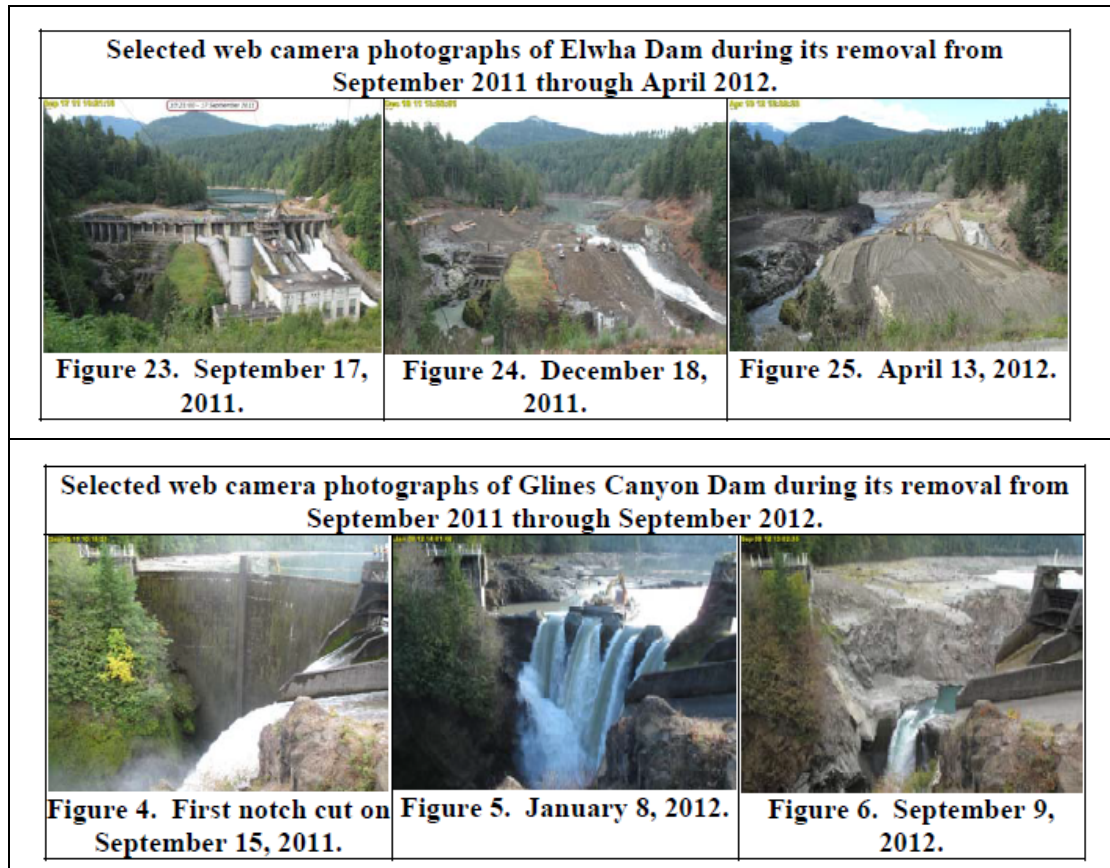 Selected web camera photographs of Elwha Dam during its removal from
September 2011 through April 2012.
Figure 23. September 17,
2011.
Figure 24. December 18,
2011.
Figure 25. April 13, 2012.
Selected web camera photographs of Glines Canyon Dam during its removal from
September 2011 through September 2012.
Figure 4. First notch cut on
September 15, 2011.
Figure 5. January 8, 2012.
Figure 6. September 9,
2012.